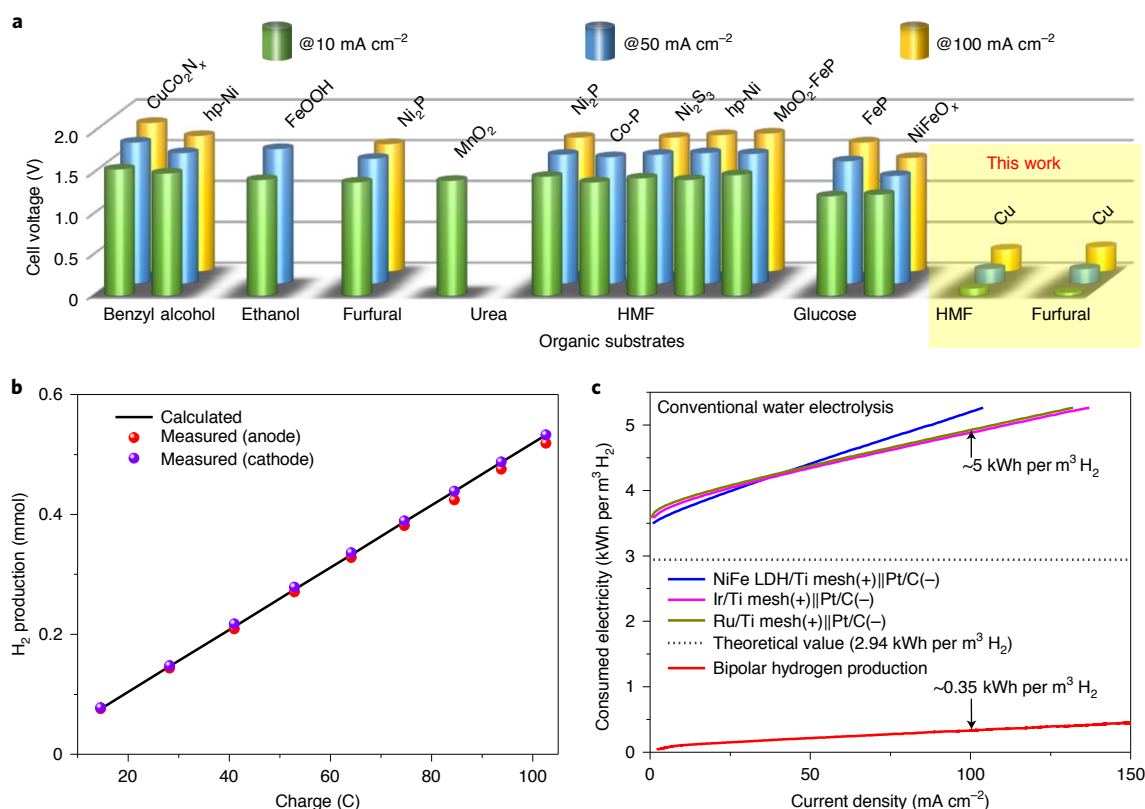 a
@10 mA cm⁻²
@50 mA cm⁻²
@100 mA cm⁻²
CuCo₂Nₓ
hp-Ni
FeOOH
Ni₂P
MnO₂
Ni₂P
Co-P
Ni₂S₃
hp-Ni
MoO₂-FeP
FeP
NiFeOₓ
This work
Cu
Cu
Cell voltage (V)
2.0
1.5
1.0
0.5
0
Benzyl alcohol
Ethanol
Furfural
Urea
HMF
Glucose
HMF
Furfural
Organic substrates
b
H₂ production (mmol)
0.6
0.4
0.2
0
Calculated
Measured (anode)
Measured (cathode)
20
40
60
80
100
Charge (C)
c
Consumed electricity (kWh per m³ H₂)
5
4
3
2
1
0
Conventional water electrolysis
~5 kWh per m³ H₂
NiFe LDH/Ti mesh(+)||Pt/C(−)
Ir/Ti mesh(+)||Pt/C(−)
Ru/Ti mesh(+)||Pt/C(−)
Theoretical value (2.94 kWh per m³ H₂)
Bipolar hydrogen production
~0.35 kWh per m³ H₂
0
50
100
150
Current density (mA cm⁻²)